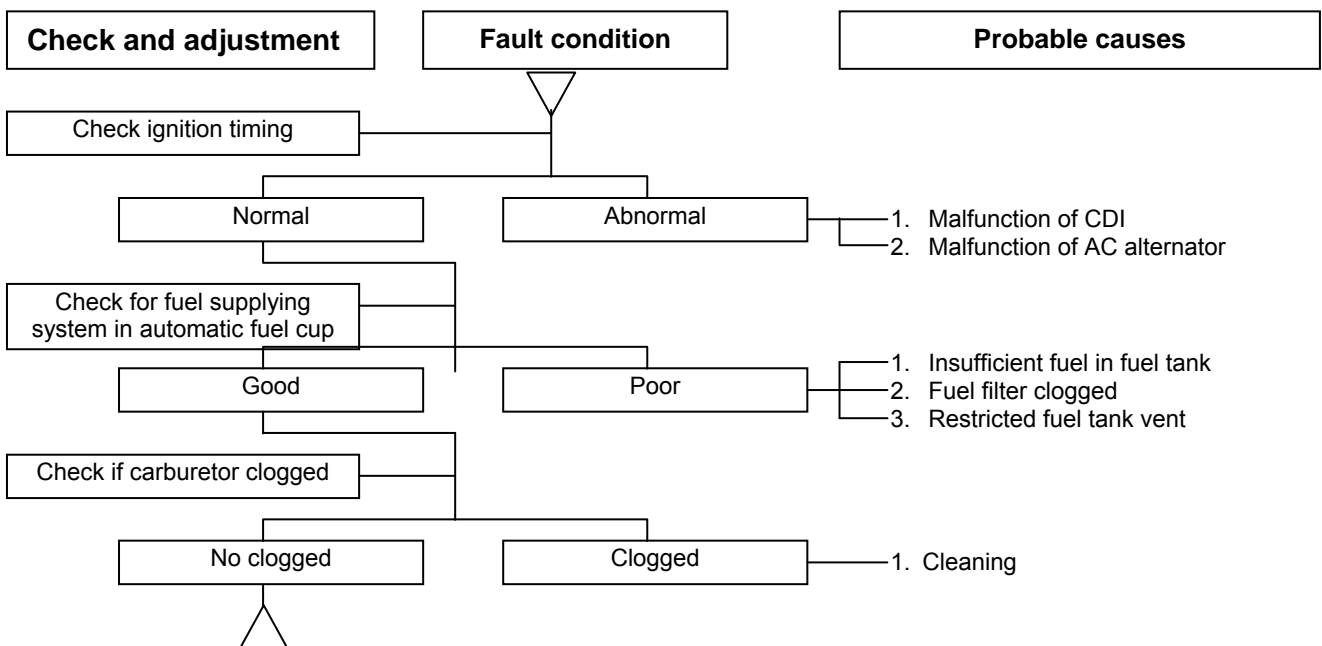 Check and adjustment
Fault condition
Probable causes
Check ignition timing
Normal
Abnormal
1. Malfunction of CDI
2. Malfunction of AC alternator
Check for fuel supplying
system in automatic fuel cup
Good
Poor
1. Insufficient fuel in fuel tank
2. Fuel filter clogged
3. Restricted fuel tank vent
Check if carburetor clogged
No clogged
Clogged
1. Cleaning